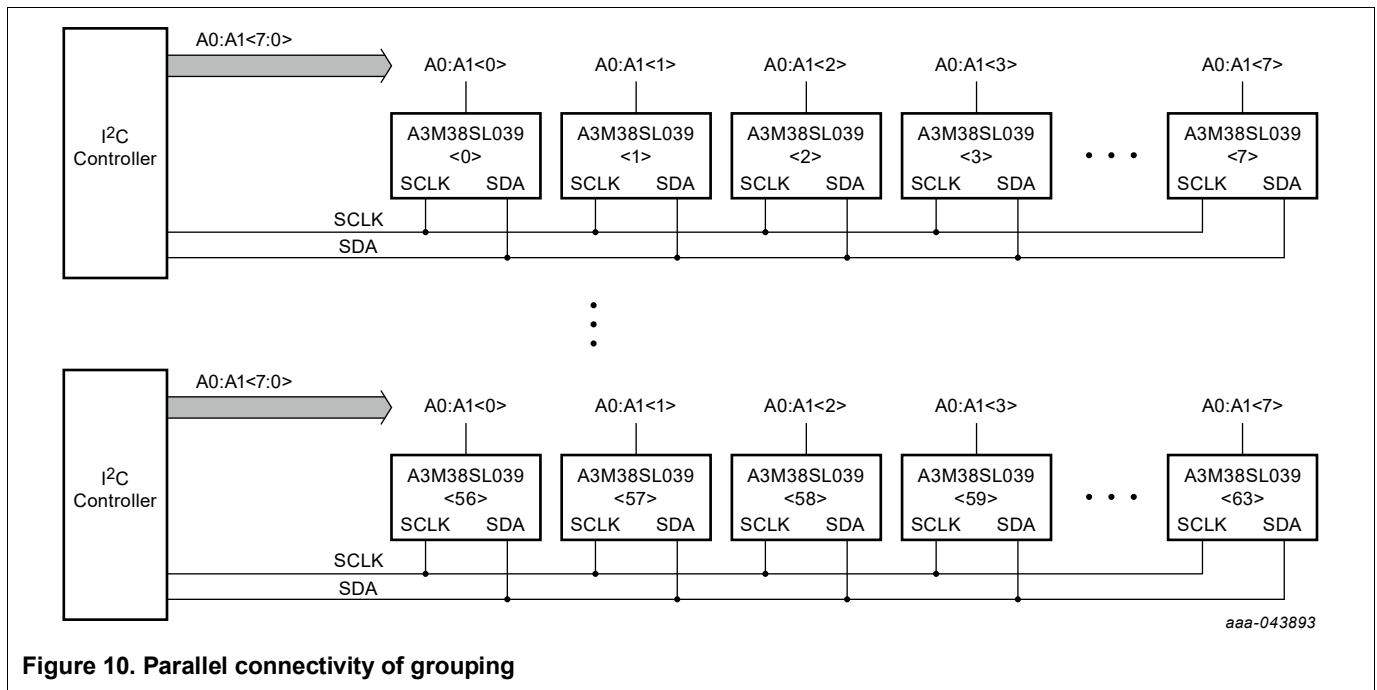 A0:A1<7:0>
A0:A1<0> A0:A1<1> A0:A1<2> A0:A1<3> A0:A1<7>
I2C
Controller
A3M38SL039 A3M38SL039 A3M38SL039 A3M38SL039 A3M38SL039
<0> <1> <2> <3> • • • <7>
SCLK SDA SCLK SDA SCLK SDA SCLK SDA SCLK SDA
SCLK
SDA
A0:A1<7:0>
A0:A1<0> A0:A1<1> A0:A1<2> A0:A1<3> A0:A1<7>
I2C
Controller
A3M38SL039 A3M38SL039 A3M38SL039 A3M38SL039 A3M38SL039
<56> <57> <58> <59> • • • <63>
SCLK SDA SCLK SDA SCLK SDA SCLK SDA SCLK SDA
SCLK
SDA
aaa-043893
Figure 10. Parallel connectivity of grouping